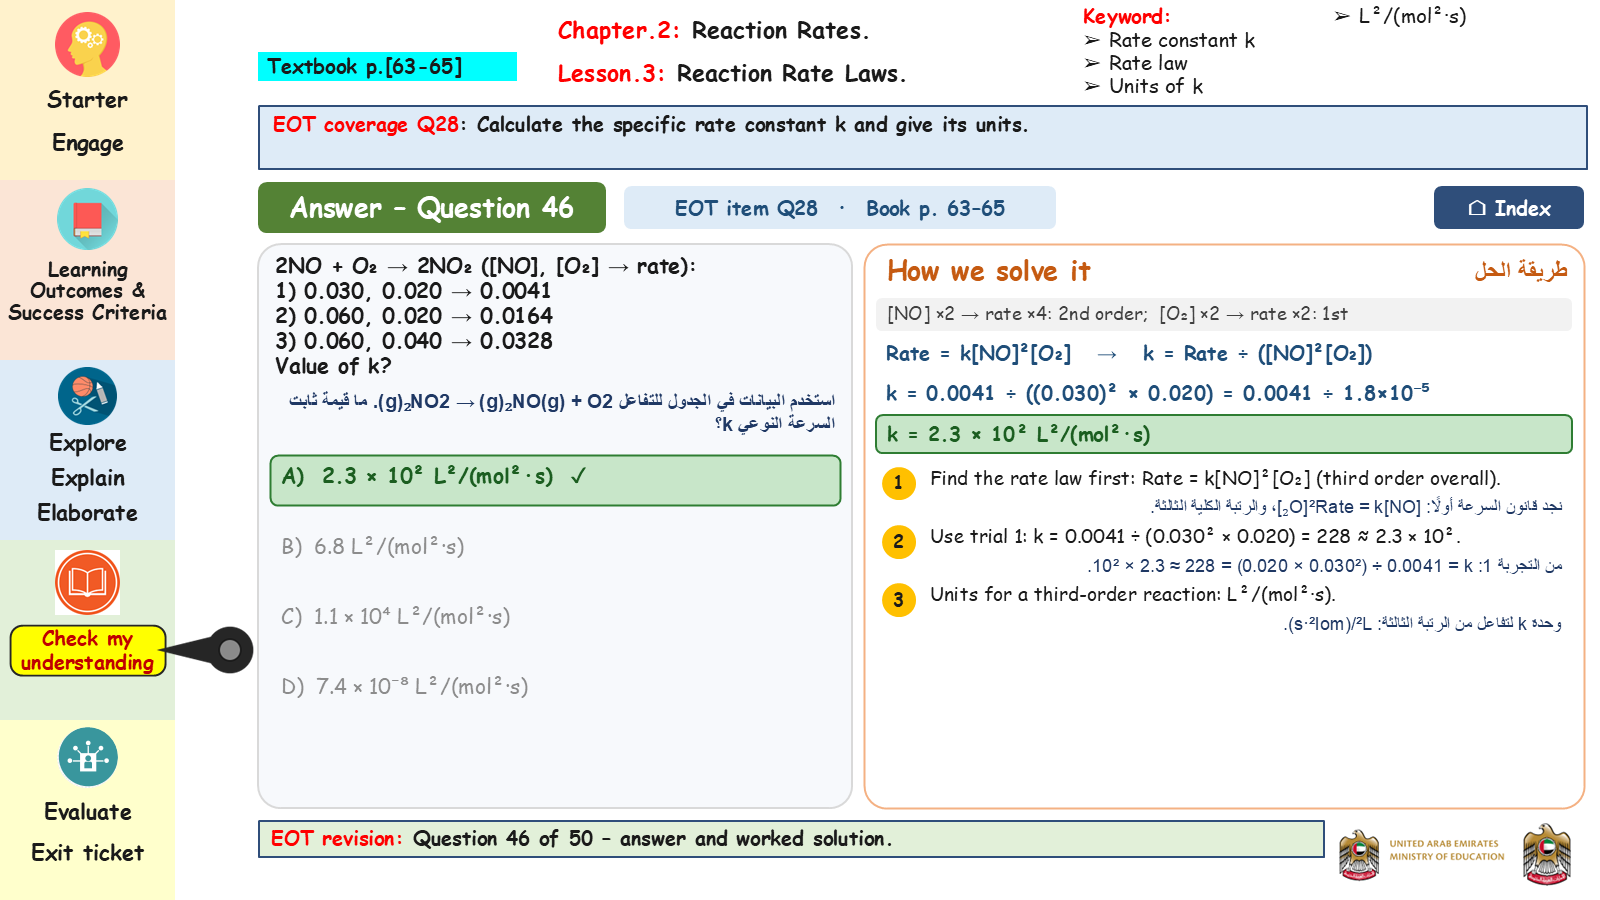 Starter
Engage
Learning
Outcomes &
Success Criteria
Explore
Explain
Elaborate
Check my
understanding
Evaluate
Exit ticket
Textbook p.[63-65]
Chapter.2: Reaction Rates.
Lesson.3: Reaction Rate Laws.
Keyword:
➢ Rate constant k
➢ Rate law
➢ Units of k
➢ L²/(mol²·s)
EOT coverage Q28: Calculate the specific rate constant k and give its units.
Answer – Question 46
EOT item Q28 · Book p. 63–65
Index
2NO + O₂ → 2NO₂ ([NO], [O₂] → rate):
1) 0.030, 0.020 → 0.0041
2) 0.060, 0.020 → 0.0164
3) 0.060, 0.040 → 0.0328
Value of k?
استخدم البيانات في الجدول للتفاعل 2NO(g) + O2(g) → 2NO2(g). ما قيمة ثابت
السرعة النوعي k؟
A) 2.3 × 10² L²/(mol²·s) ✓
B) 6.8 L²/(mol²·s)
C) 1.1 × 10⁴ L²/(mol²·s)
D) 7.4 × 10⁻⁸ L²/(mol²·s)
How we solve it
طريقة الحل
[NO] ×2 → rate ×4: 2nd order; [O₂] ×2 → rate ×2: 1st
Rate = k[NO]²[O₂] → k = Rate ÷ ([NO]²[O₂])
k = 0.0041 ÷ ((0.030)² × 0.020) = 0.0041 ÷ 1.8×10⁻⁵
k = 2.3 × 10² L²/(mol²·s)
1 Find the rate law first: Rate = k[NO]²[O₂] (third order overall).
نجد قانون السرعة أولًا: Rate = k[NO]²[O₂]، والرتبة الكلية الثالثة.
2 Use trial 1: k = 0.0041 ÷ (0.030² × 0.020) = 228 ≈ 2.3 × 10².
من التجربة 1: k = 0.0041 ÷ (0.030² × 0.020) = 228 ≈ 2.3 × 10².
3 Units for a third-order reaction: L²/(mol²·s).
وحدة k لتفاعل من الرتبة الثالثة: L²/(mol²·s).
EOT revision: Question 46 of 50 – answer and worked solution.
UNITED ARAB EMIRATES
MINISTRY OF EDUCATION